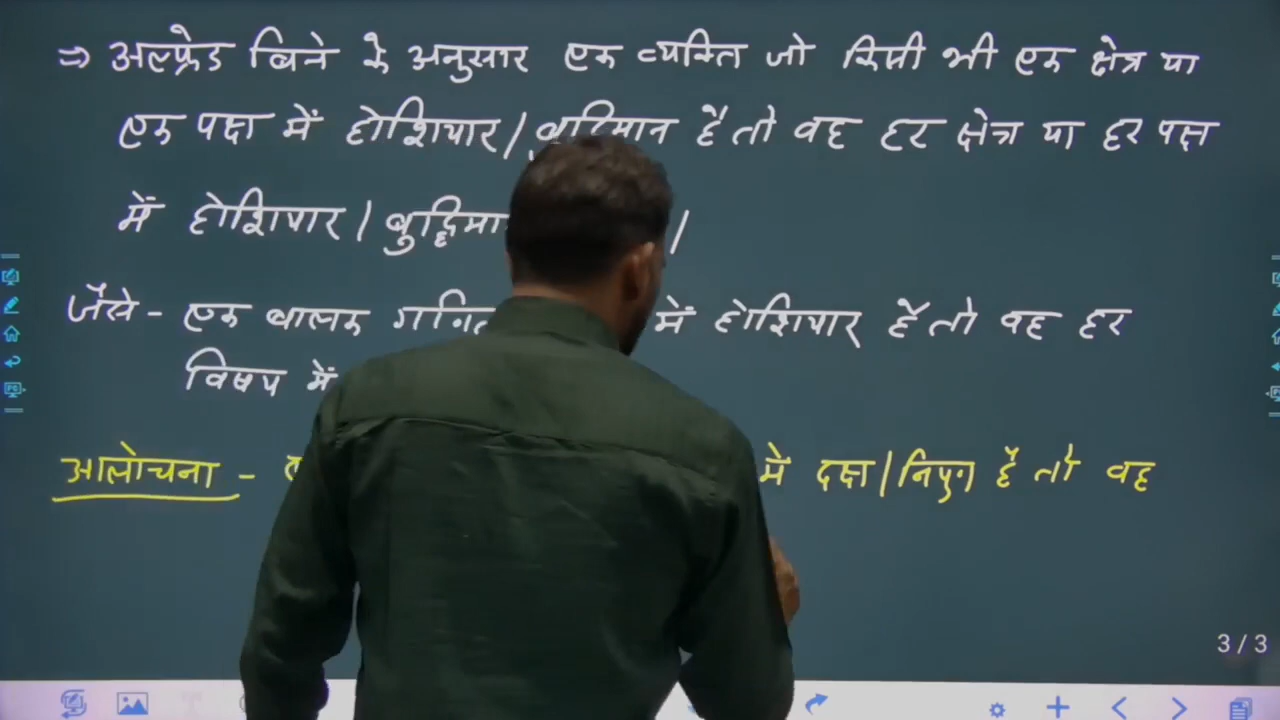 ⇒ अल्फ्रेड बिने के अनुसार एक व्यक्ति जो किसी भी एक क्षेत्र या
एक पक्ष में होशियार / बुद्धिमान है तो वह हर क्षेत्र या हर पक्ष
में होशियार / बुद्धिमा |
जैसे - एक बालक गणित में होशियार है तो वह हर
विषय में
आलोचना - में दक्ष / निपुण है तो वह
3 / 3